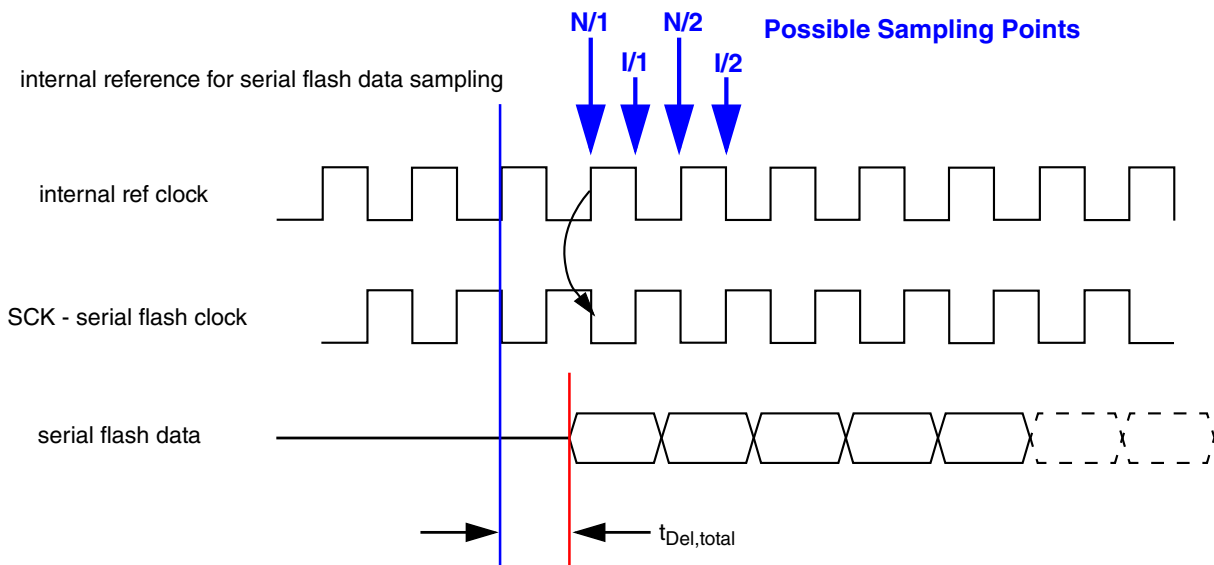 N/1
N/2
Possible Sampling Points
I/1
I/2
internal reference for serial flash data sampling
internal ref clock
SCK - serial flash clock
serial flash data
tDel,total